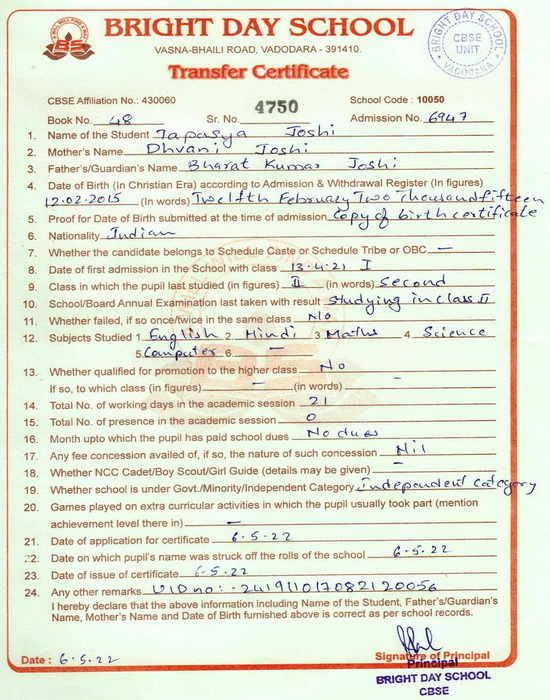 BRIGHT DAY SCHOOL
VASNA-BHAILI ROAD, VADODARA - 391410.
BRIGHT DAY SCHOOL
CBSE
UNIT
VADODARA
Transfer Certificate
CBSE Affiliation No.: 430060 School Code : 10050
Book No. 48 Sr. No. 4750 Admission No. 6947
1. Name of the Student Tapasya Joshi
2. Mother's Name Dhvani Joshi
3. Father's/Guardian's Name Bharat Kumar Joshi
4. Date of Birth (In Christian Era) according to Admission & Withdrawal Register (In figures)
12.02.2015 (In words) Twelfth February Two Thousand fifteen
5. Proof for Date of Birth submitted at the time of admission Copy of birth certificate
6. Nationality Indian
7. Whether the candidate belongs to Schedule Caste or Schedule Tribe or OBC —
8. Date of first admission in the School with class 13.4.21 I
9. Class in which the pupil last studied (in figures) II (in words) Second
10. School/Board Annual Examination last taken with result Studying in class II
11. Whether failed, if so once/twice in the same class No
12. Subjects Studied 1. English 2. Hindi 3. Maths 4. Science
5. Computer 6. —
13. Whether qualified for promotion to the higher class No
If so, to which class (in figures) — (in words) –
14. Total No. of working days in the academic session 21
15. Total No. of presence in the academic session 0
16. Month upto which the pupil has paid school dues No dues
17. Any fee concession availed of, if so, the nature of such concession Nil
18. Whether NCC Cadet/Boy Scout/Girl Guide (details may be given) —
19. Whether school is under Govt./Minority/Independent Category Independent Category
20. Games played on extra curricular activities in which the pupil usually took part (mention
achievement level there in) —
21. Date of application for certificate 6.5.22
22. Date on which pupil's name was struck off the rolls of the school 6.5.22
23. Date of issue of certificate 6.5.22
24. Any other remarks UID no:-241911017082120056
I hereby declare that the above information including Name of the Student, Father's/Guardian's
Name, Mother's Name and Date of Birth furnished above is correct as per school records.
Date : 6.5.22 Signature of Principal
Principal
BRIGHT DAY SCHOOL
CBSE